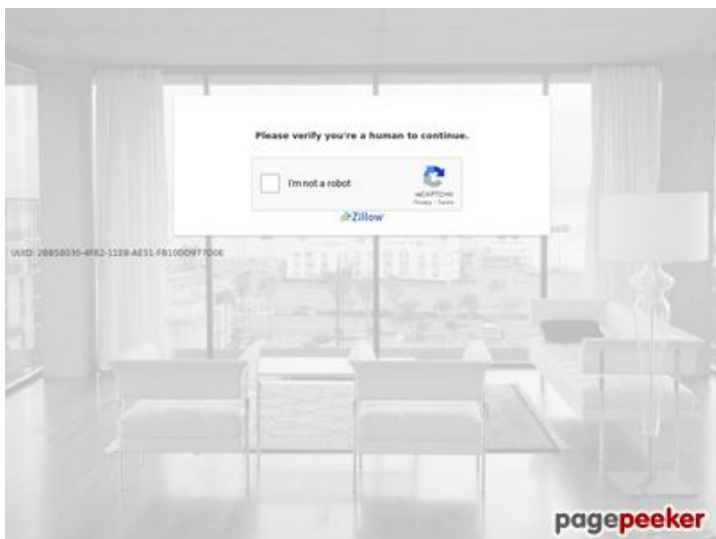 Please verify you're a human to continue.
I'm not a robot
reCAPTCHA
Privacy - Terms
Zillow
pagepeeker